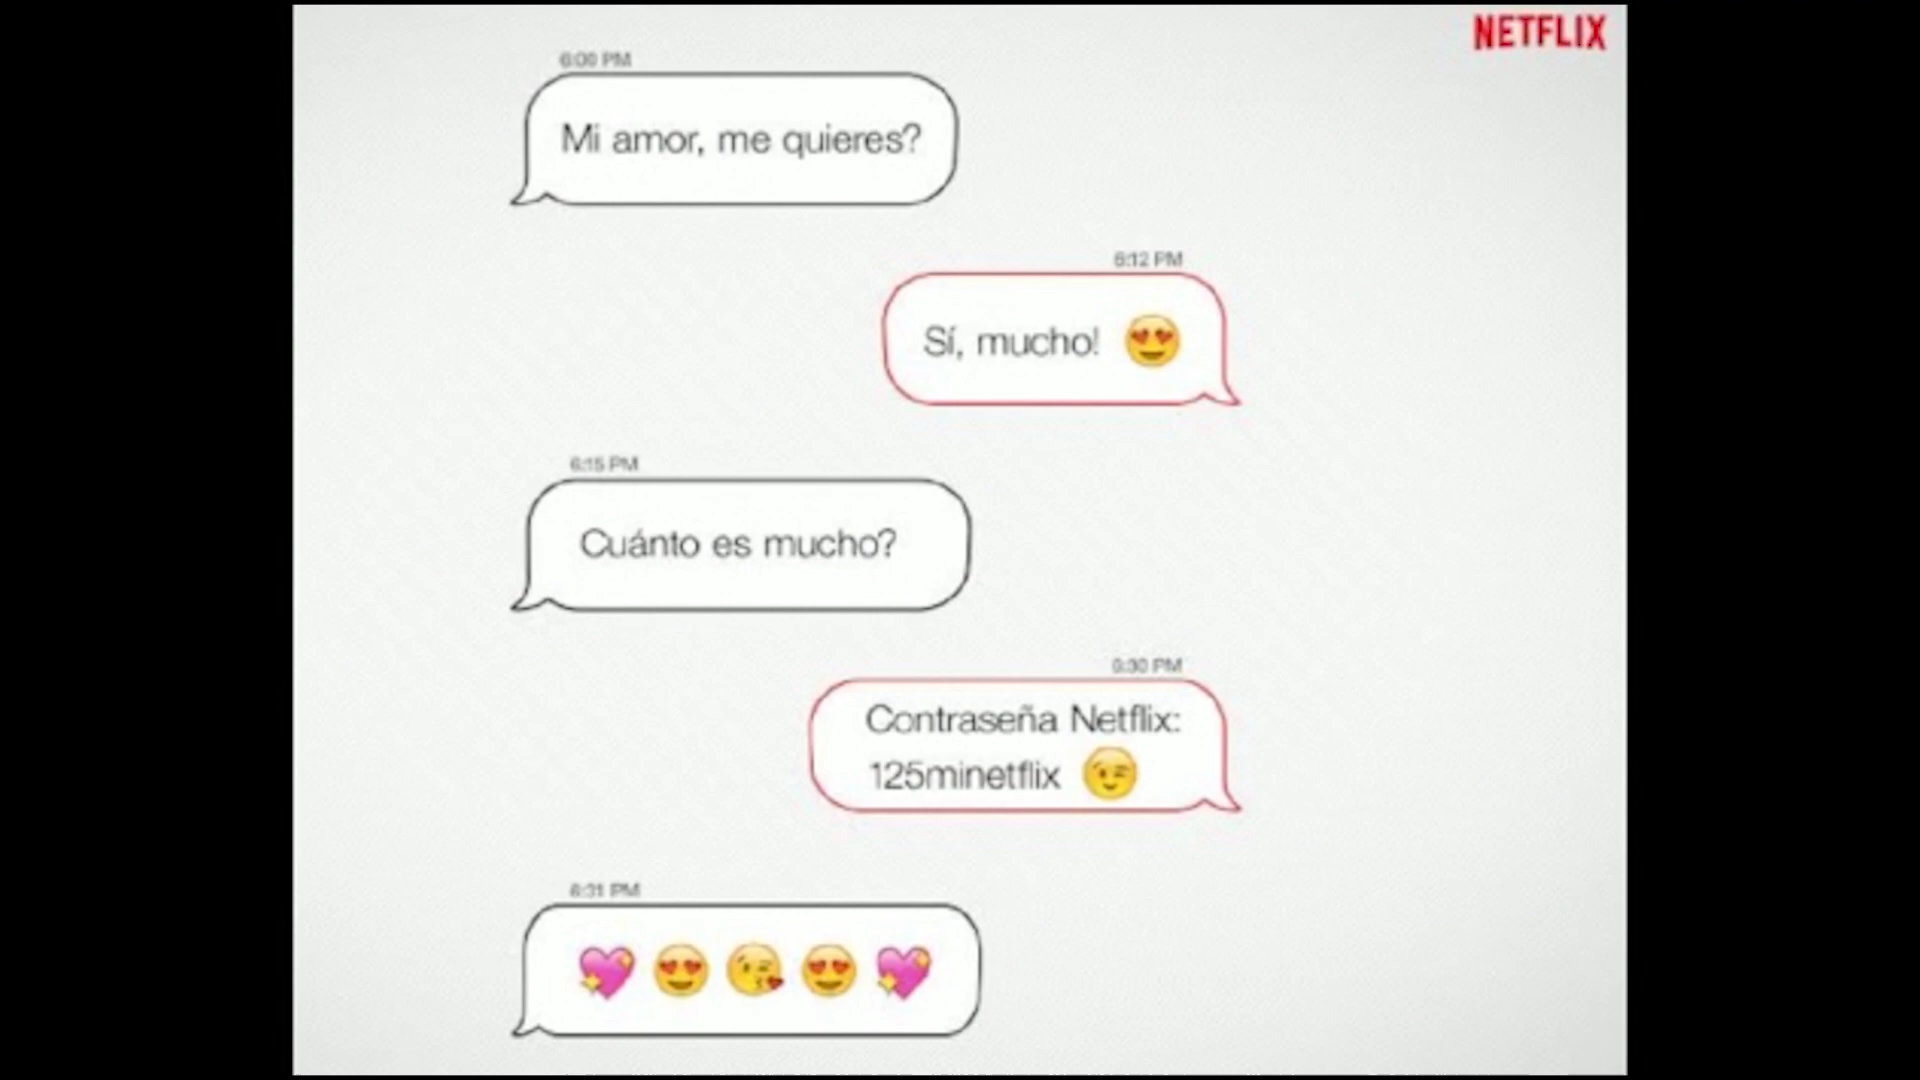 NETFLIX
6:00 PM
Mi amor, me quieres?
6:12 PM
Sí, mucho! 😍
6:15 PM
Cuánto es mucho?
6:30 PM
Contraseña Netflix:
125minetflix 😉
6:31 PM
💖 😍 😘 😍 💖